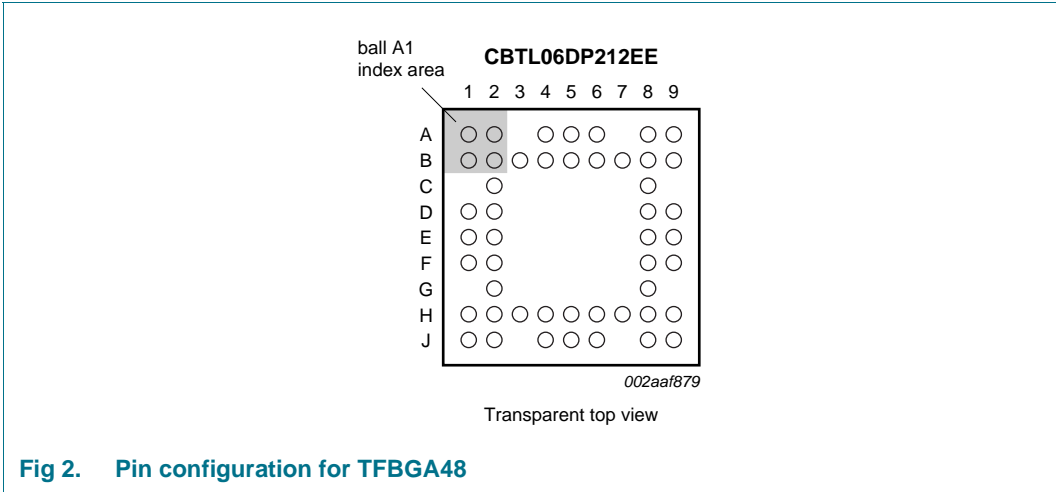 ball A1
index area
CBTL06DP212EE
1 2 3 4 5 6 7 8 9
A
B
C
D
E
F
G
H
J
002aaf879
Transparent top view
Fig 2. Pin configuration for TFBGA48